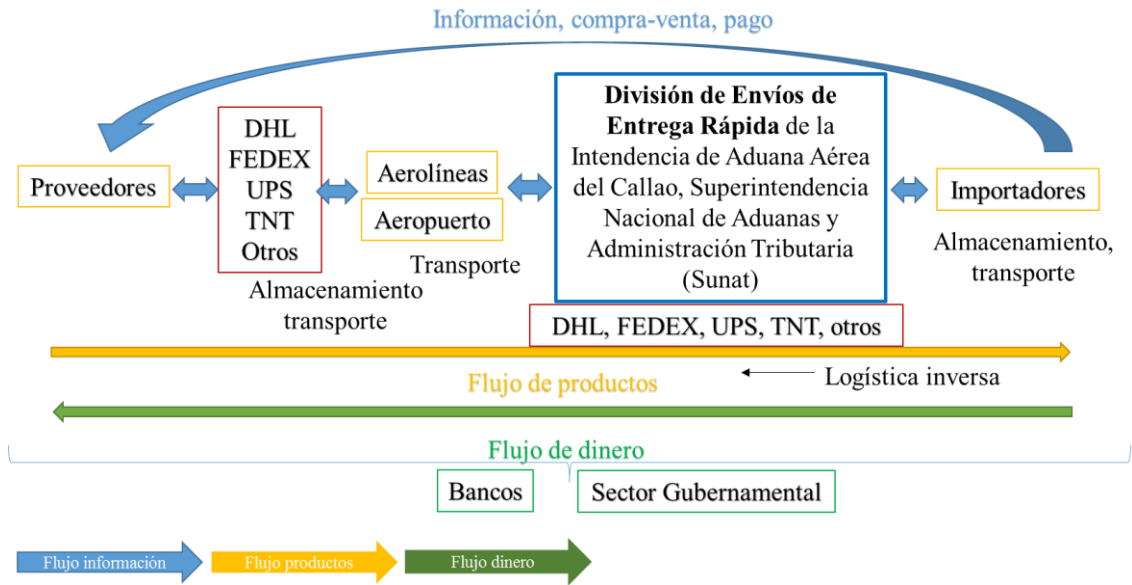 Información, compra-venta, pago
Proveedores
DHL
FEDEX
UPS
TNT
Otros
Almacenamiento
transporte
Aerolíneas
Aeropuerto
Transporte
División de Envíos de
Entrega Rápida de la
Intendencia de Aduana Aérea
del Callao, Superintendencia
Nacional de Aduanas y
Administración Tributaria
(Sunat)
DHL, FEDEX, UPS, TNT, otros
Importadores
Almacenamiento,
transporte
Flujo de productos
Logística inversa
Flujo de dinero
Bancos
Sector Gubernamental
Flujo información
Flujo productos
Flujo dinero